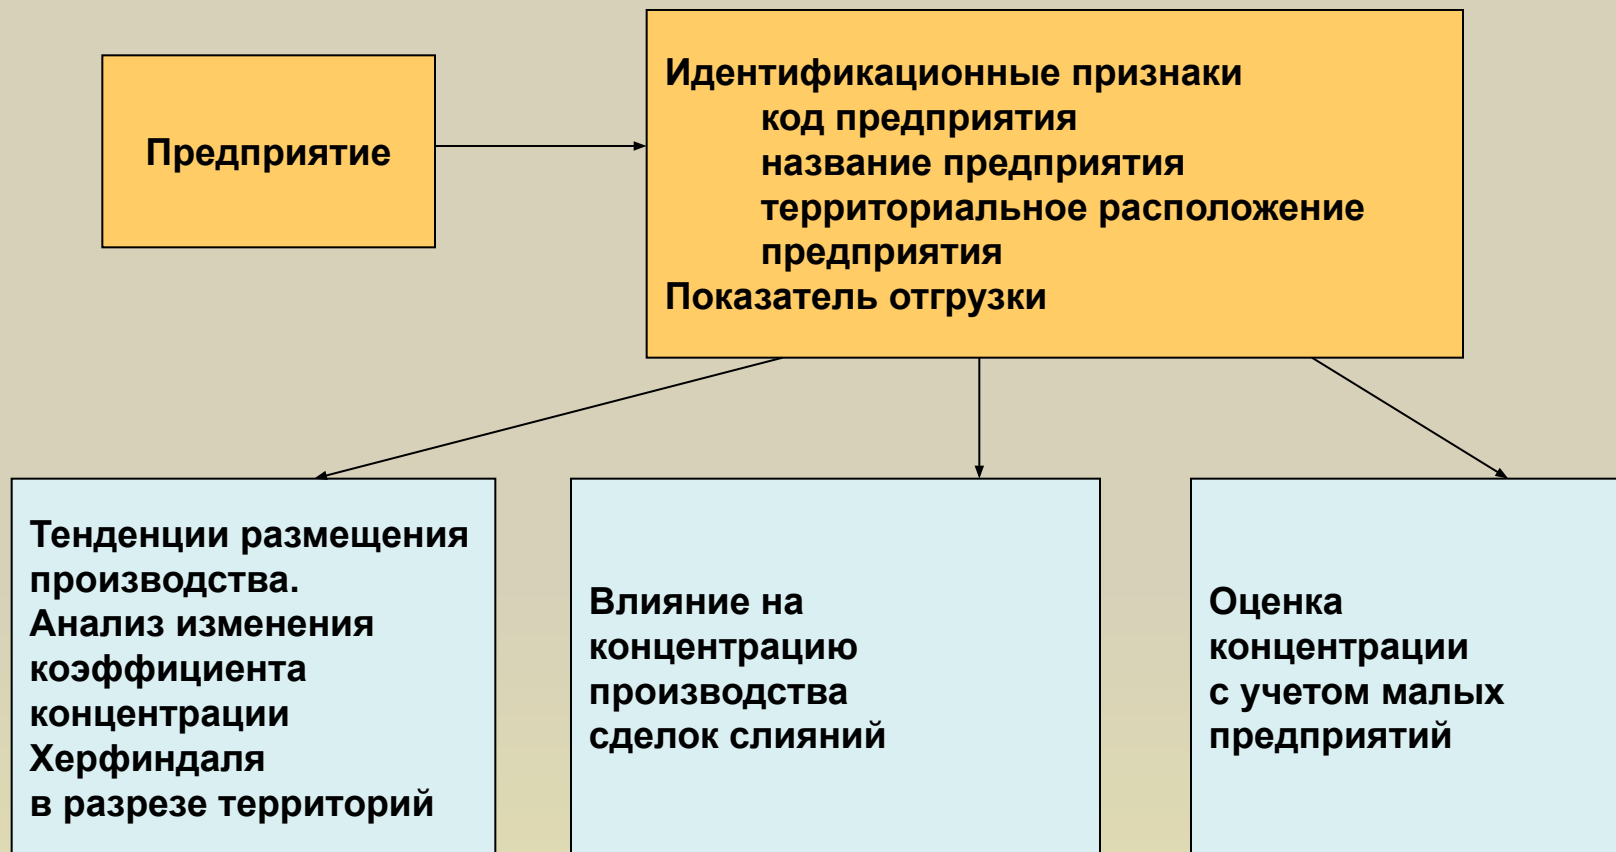 Предприятие
Идентификационные признаки
код предприятия
название предприятия
территориальное расположение
предприятия
Показатель отгрузки
Тенденции размещения
производства.
Анализ изменения
коэффициента
концентрации
Херфиндаля
в разрезе территорий
Влияние на
концентрацию
производства
сделок слияний
Оценка
концентрации
с учетом малых
предприятий